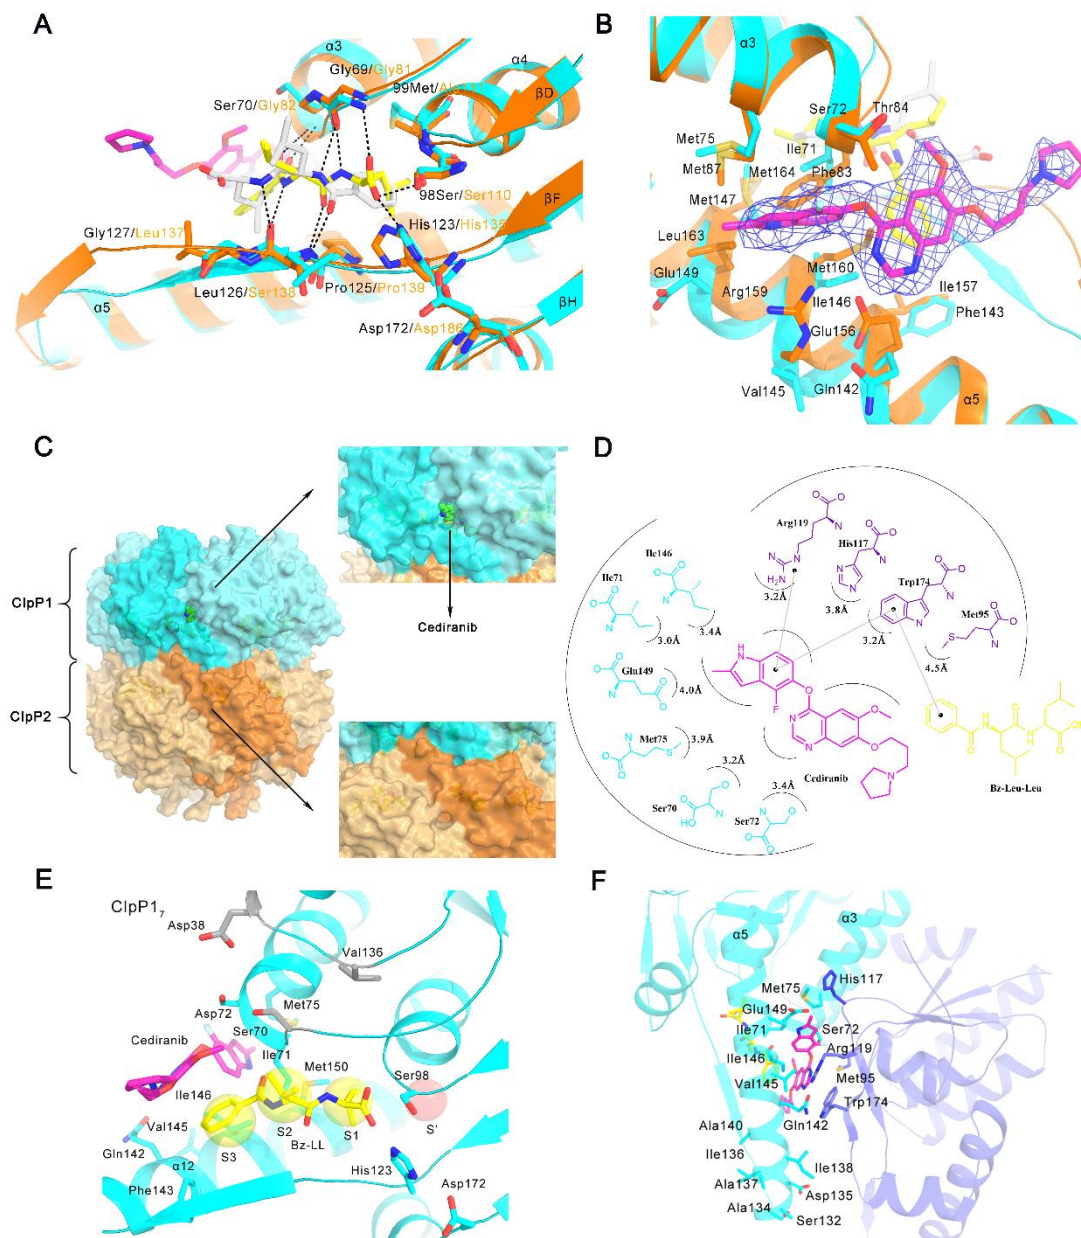 A
α3
Gly69/Gly81
α4
99Met/
βD
Ser70/Gly82
98Ser/Ser110
βF
His123/His135
Gly127/Leu137
Leu126/Ser138
Pro125/Pro139
α5
βH
Asp172/Asp186
B
α3
Ser72
Thr84
Met75
Ile71
Met87
Met164
Phe83
Met147
Leu163
Glu149
Met160
Arg159
Ile146
Ile157
Glu156
Phe143
Val145
Gln142
α5
C
ClpP1
Cediranib
ClpP2
D
Arg119
His117
Ile146
Ile71
Trp174
H₂N
3.2Å
3.8Å
Met95
3.0Å
3.4Å
3.2Å
4.5Å
Glu149
4.0Å
Met75
3.9Å
3.2Å
Cediranib
3.4Å
Bz-Leu-Leu
Ser70
Ser72
E
ClpP1₇
Asp38
Val136
Met75
Asp72
Ser70
Cediranib
Ile71
Met150
Ser98
Ile146
Val145
S2
S1
S'
Gln142
S3
Bz-LL
α12
His123
Phe143
Asp172
F
α5
α3
His117
Met75
Glu149
Ile71
Ser72
Arg119
Ile146
Met95
Val145
Trp174
Gln142
Ala140
Ile136
Ile138
Ala137
Asp135
Ala134
Ser132